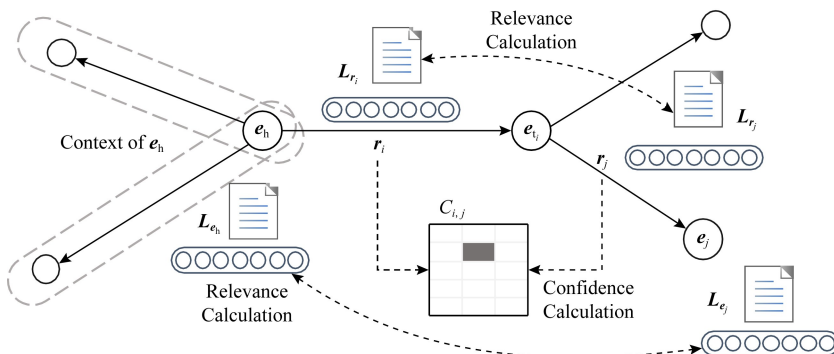 Relevance
Calculation
L_{r_i}
L_{r_j}
Context of e_h
e_h
e_{t_i}
r_i
r_j
L_{e_h}
C_{i, j}
e_j
Relevance
Calculation
Confidence
Calculation
L_{e_j}